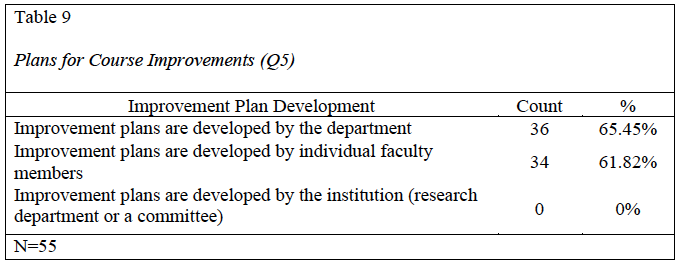 Table 9
Plans for Course Improvements (Q5)
Improvement Plan Development Count %
Improvement plans are developed by the department 36 65.45%
Improvement plans are developed by individual faculty
members 34 61.82%
Improvement plans are developed by the institution (research
department or a committee) 0 0%
N=55